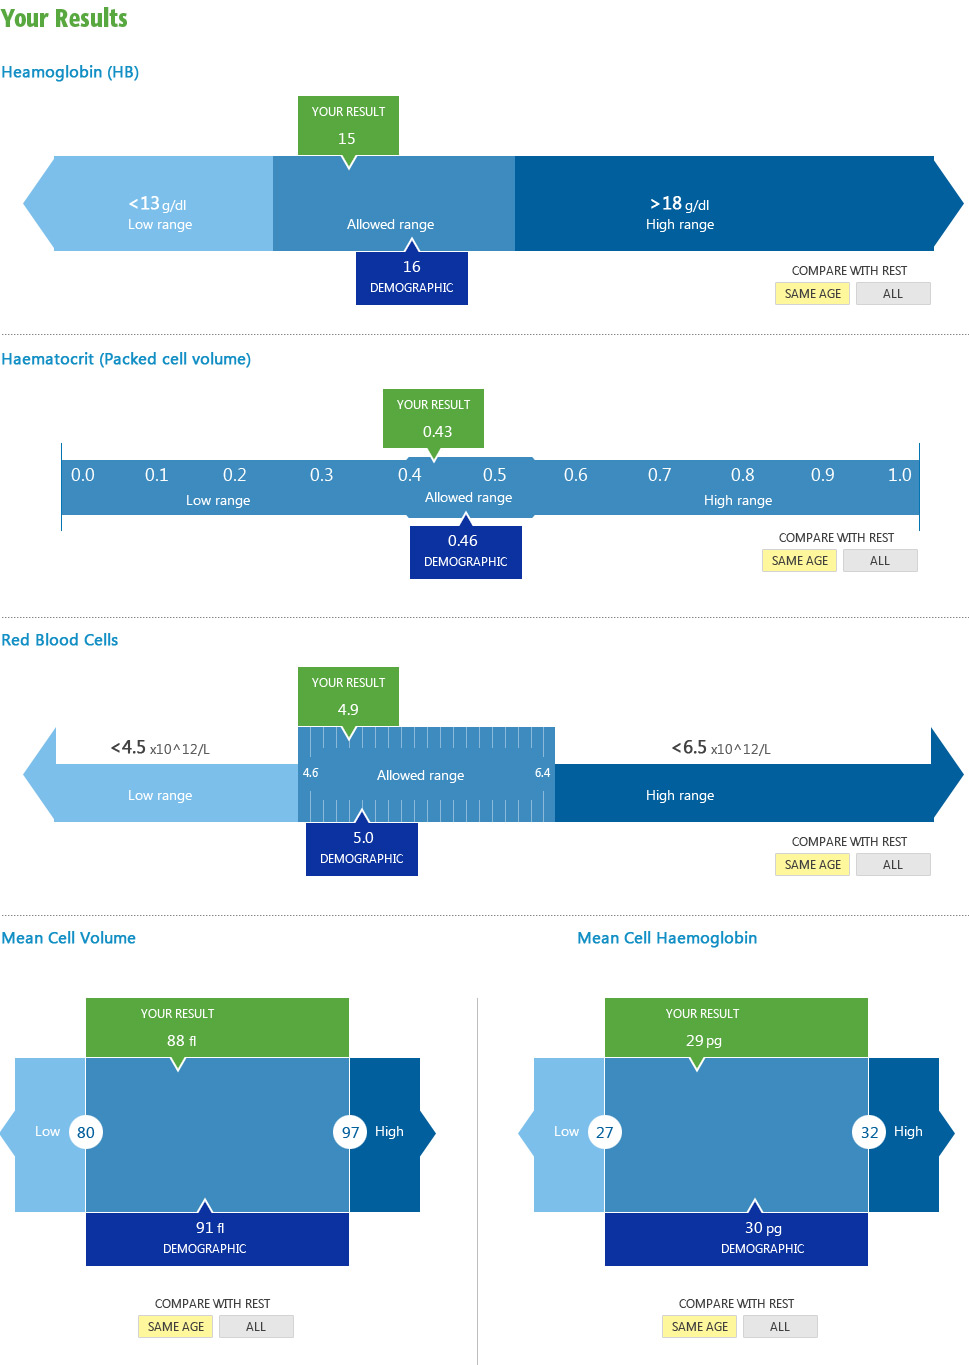 Your Results
Heamoglobin (HB)
YOUR RESULT
15
<13 g/dl
Low range
Allowed range
>18 g/dl
High range
16
DEMOGRAPHIC
COMPARE WITH REST
SAME AGE ALL
Haematocrit (Packed cell volume)
YOUR RESULT
0.43
0.0 0.1 0.2 0.3 0.4 0.5 0.6 0.7 0.8 0.9 1.0
Low range Allowed range High range
0.46
DEMOGRAPHIC
COMPARE WITH REST
SAME AGE ALL
Red Blood Cells
YOUR RESULT
4.9
<4.5 x10^12/L
Low range
4.6 Allowed range 6.4
<6.5 x10^12/L
High range
5.0
DEMOGRAPHIC
COMPARE WITH REST
SAME AGE ALL
Mean Cell Volume
YOUR RESULT
88 fl
Low 80 97 High
91 fl
DEMOGRAPHIC
COMPARE WITH REST
SAME AGE ALL
Mean Cell Haemoglobin
YOUR RESULT
29 pg
Low 27 32 High
30 pg
DEMOGRAPHIC
COMPARE WITH REST
SAME AGE ALL